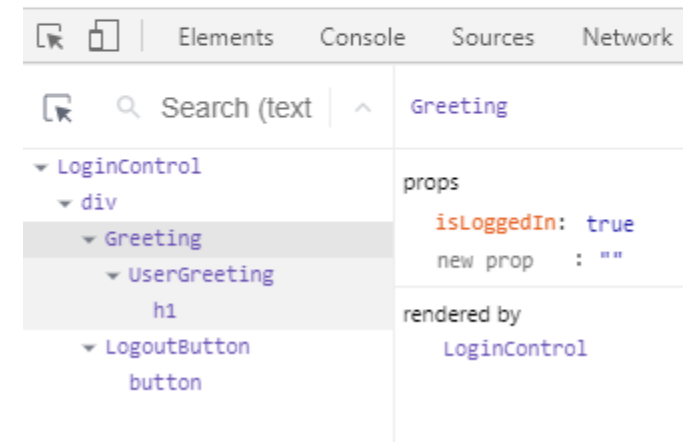 Elements Console Sources Network
Search (text
Greeting
LoginControl
div
Greeting
UserGreeting
h1
LogoutButton
button
props
isLoggedIn: true
new prop : ""
rendered by
LoginControl